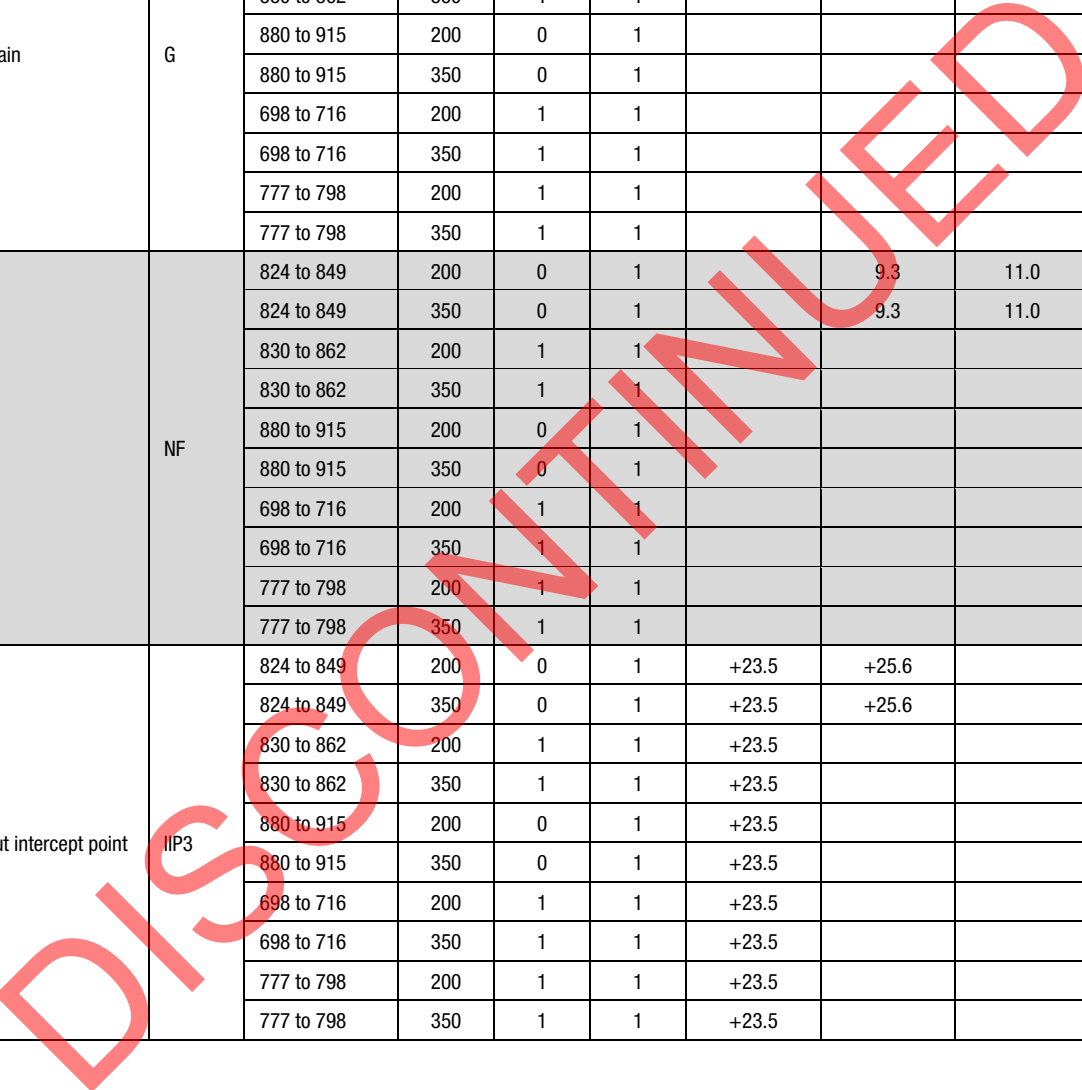 880 to 915 200 0 1
ain G
880 to 915 350 0 1
698 to 716 200 1 1
698 to 716 350 1 1
777 to 798 200 1 1
777 to 798 350 1 1
824 to 849 200 0 1 9.3 11.0
824 to 849 350 0 1 9.3 11.0
830 to 862 200 1 1
830 to 862 350 1 1
880 to 915 200 0 1
NF
880 to 915 350 0 1
698 to 716 200 1 1
698 to 716 350 1 1
777 to 798 200 1 1
777 to 798 350 1 1
824 to 849 200 0 1 +23.5 +25.6
824 to 849 350 0 1 +23.5 +25.6
830 to 862 200 1 1 +23.5
830 to 862 350 1 1 +23.5
880 to 915 200 0 1 +23.5
ut intercept point IIP3
880 to 915 350 0 1 +23.5
698 to 716 200 1 1 +23.5
698 to 716 350 1 1 +23.5
777 to 798 200 1 1 +23.5
777 to 798 350 1 1 +23.5
DISCONTINUED